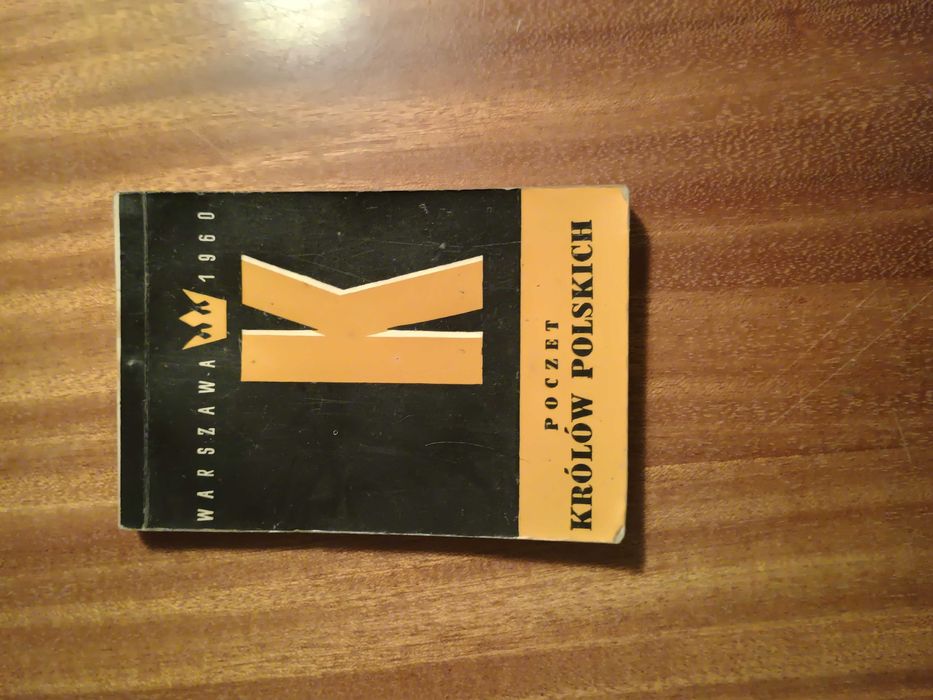 WARSZAWA 1960
K
POCZET
KRÓLÓW POLSKICH